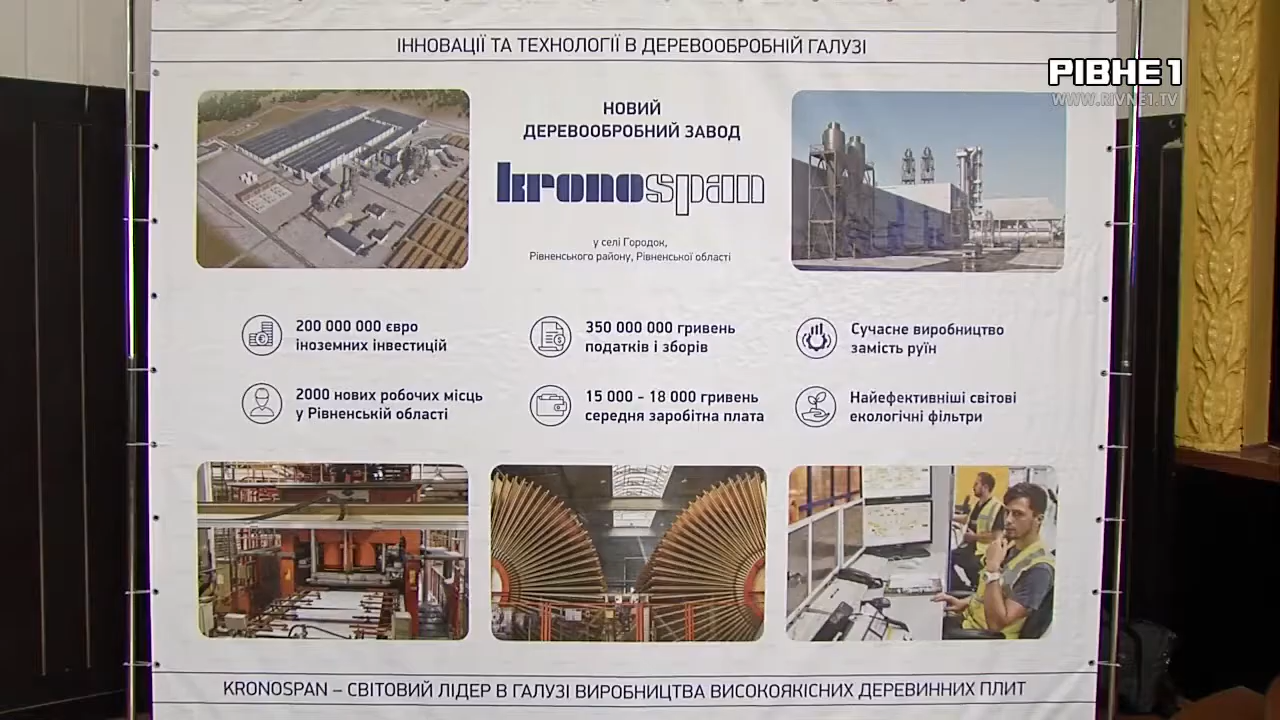 ІННОВАЦІЇ ТА ТЕХНОЛОГІЇ В ДЕРЕВООБРОБНІЙ ГАЛУЗІ
РІВНЕ 1
WWW.RIVNE1.TV
НОВИЙ
ДЕРЕВООБРОБНИЙ ЗАВОД
kronospan
у селі Городок,
Рівненського району, Рівненської області
200 000 000 євро
іноземних інвестицій
350 000 000 гривень
податків і зборів
Сучасне виробництво
замість руїн
2000 нових робочих місць
у Рівненській області
15 000 - 18 000 гривень
середня заробітна плата
Найефективніші світові
екологічні фільтри
KRONOSPAN – СВІТОВИЙ ЛІДЕР В ГАЛУЗІ ВИРОБНИЦТВА ВИСОКОЯКІСНИХ ДЕРЕВИННИХ ПЛИТ